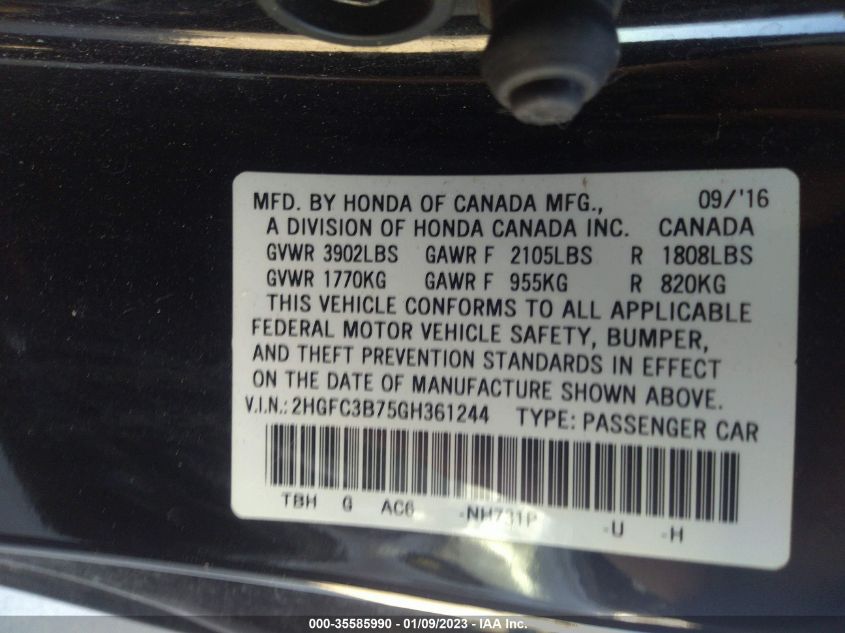 MFD. BY HONDA OF CANADA MFG., 09/'16
A DIVISION OF HONDA CANADA INC. CANADA
GVWR 3902LBS GAWR F 2105LBS R 1808LBS
GVWR 1770KG GAWR F 955KG R 820KG
THIS VEHICLE CONFORMS TO ALL APPLICABLE
FEDERAL MOTOR VEHICLE SAFETY, BUMPER,
AND THEFT PREVENTION STANDARDS IN EFFECT
ON THE DATE OF MANUFACTURE SHOWN ABOVE.
V.I.N.: 2HGFC3B75GH361244 TYPE: PASSENGER CAR
TBH G AC6 -NH731P -U -H
000-35585990 - 01/09/2023 - IAA Inc.